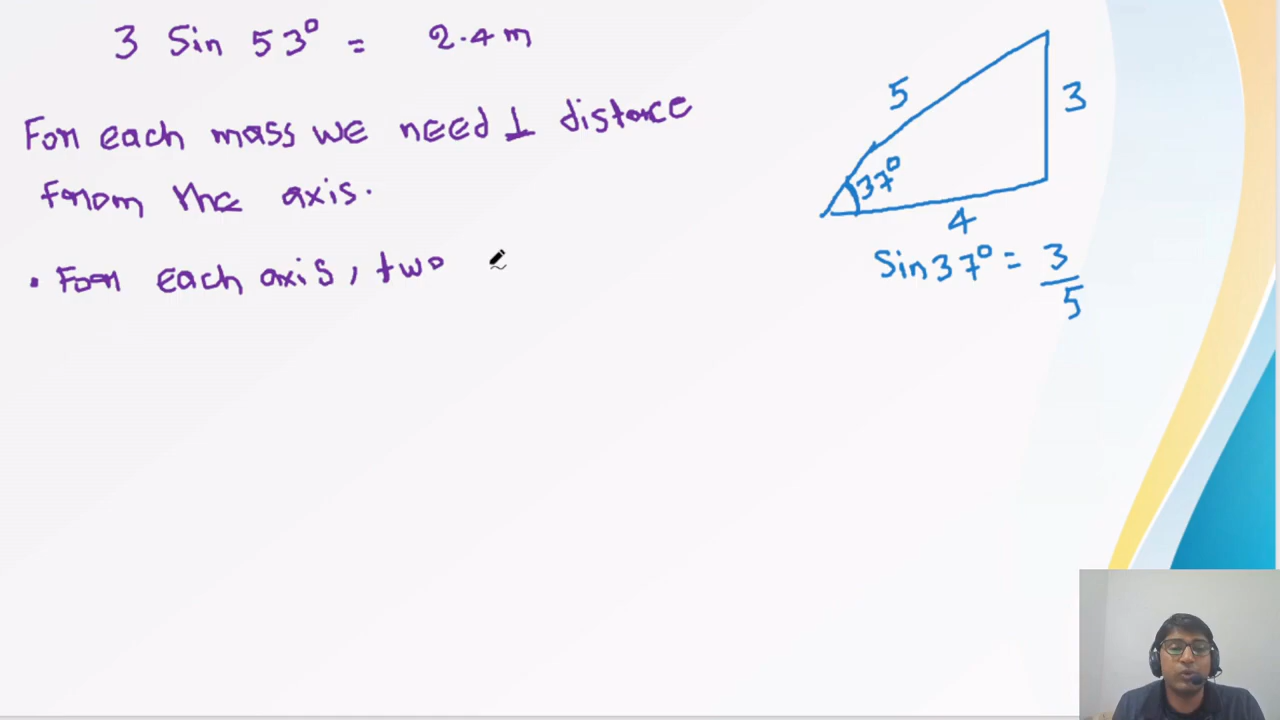 3 Sin 53° = 2.4 m
For each mass we need ⊥ distance
from the axis.
• For each axis, two
5
3
37°
4
Sin 37° = 3/5